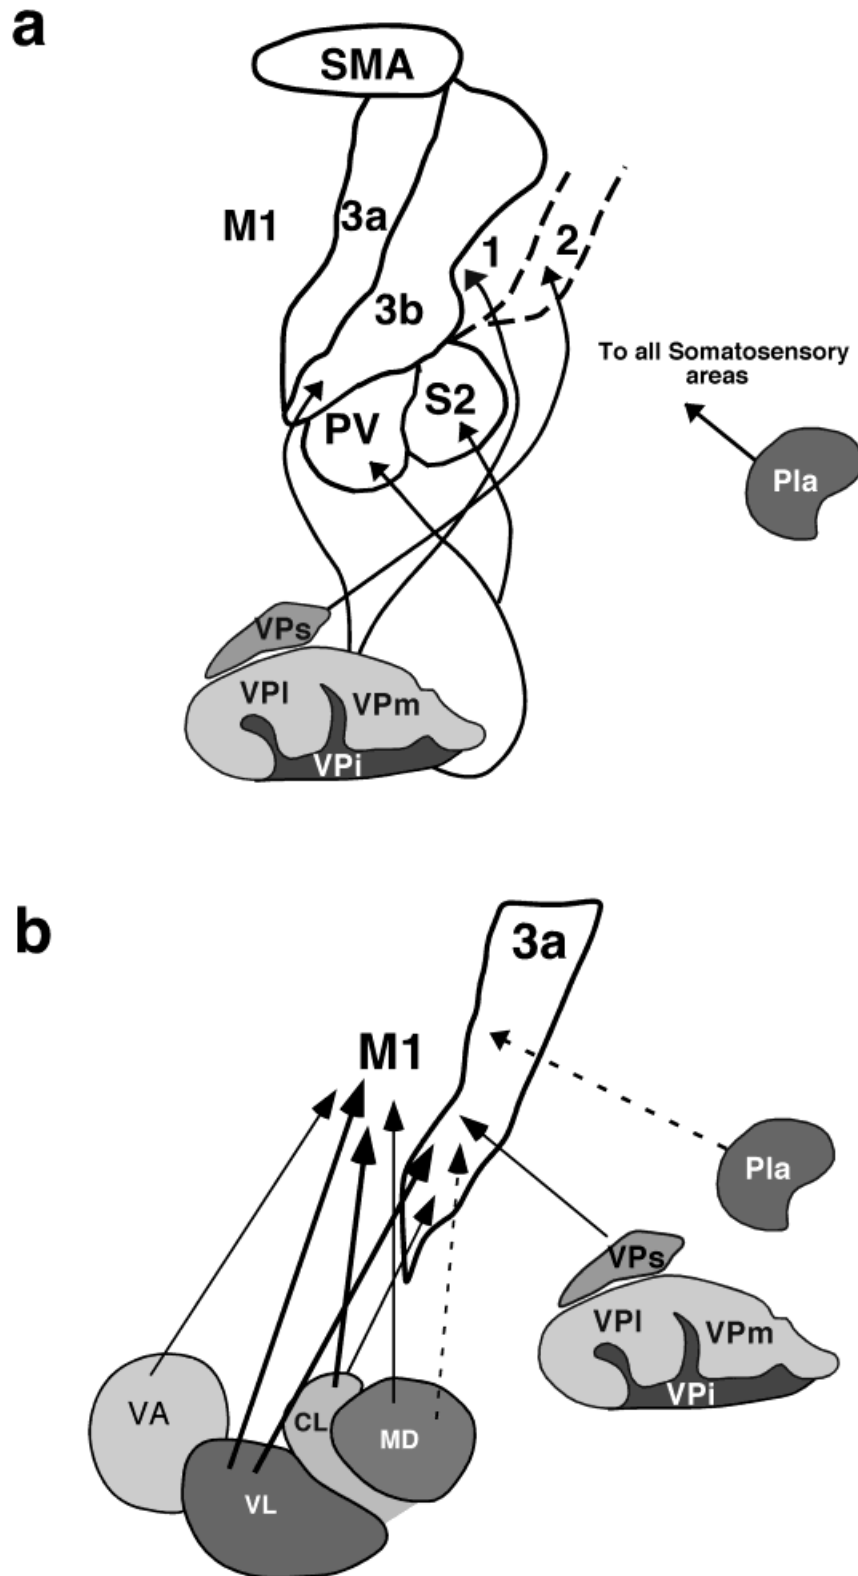 a
SMA
M1
3a
1
2
3b
To all Somatosensory
areas
PV
S2
Pla
VPs
VPl
VPm
VPi
b
3a
M1
Pla
VPs
VPl
VPm
VPi
VA
CL
MD
VL